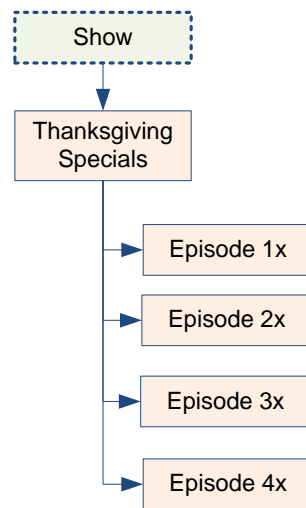 Show
Thanksgiving
Specials
Episode 1x
Episode 2x
Episode 3x
Episode 4x